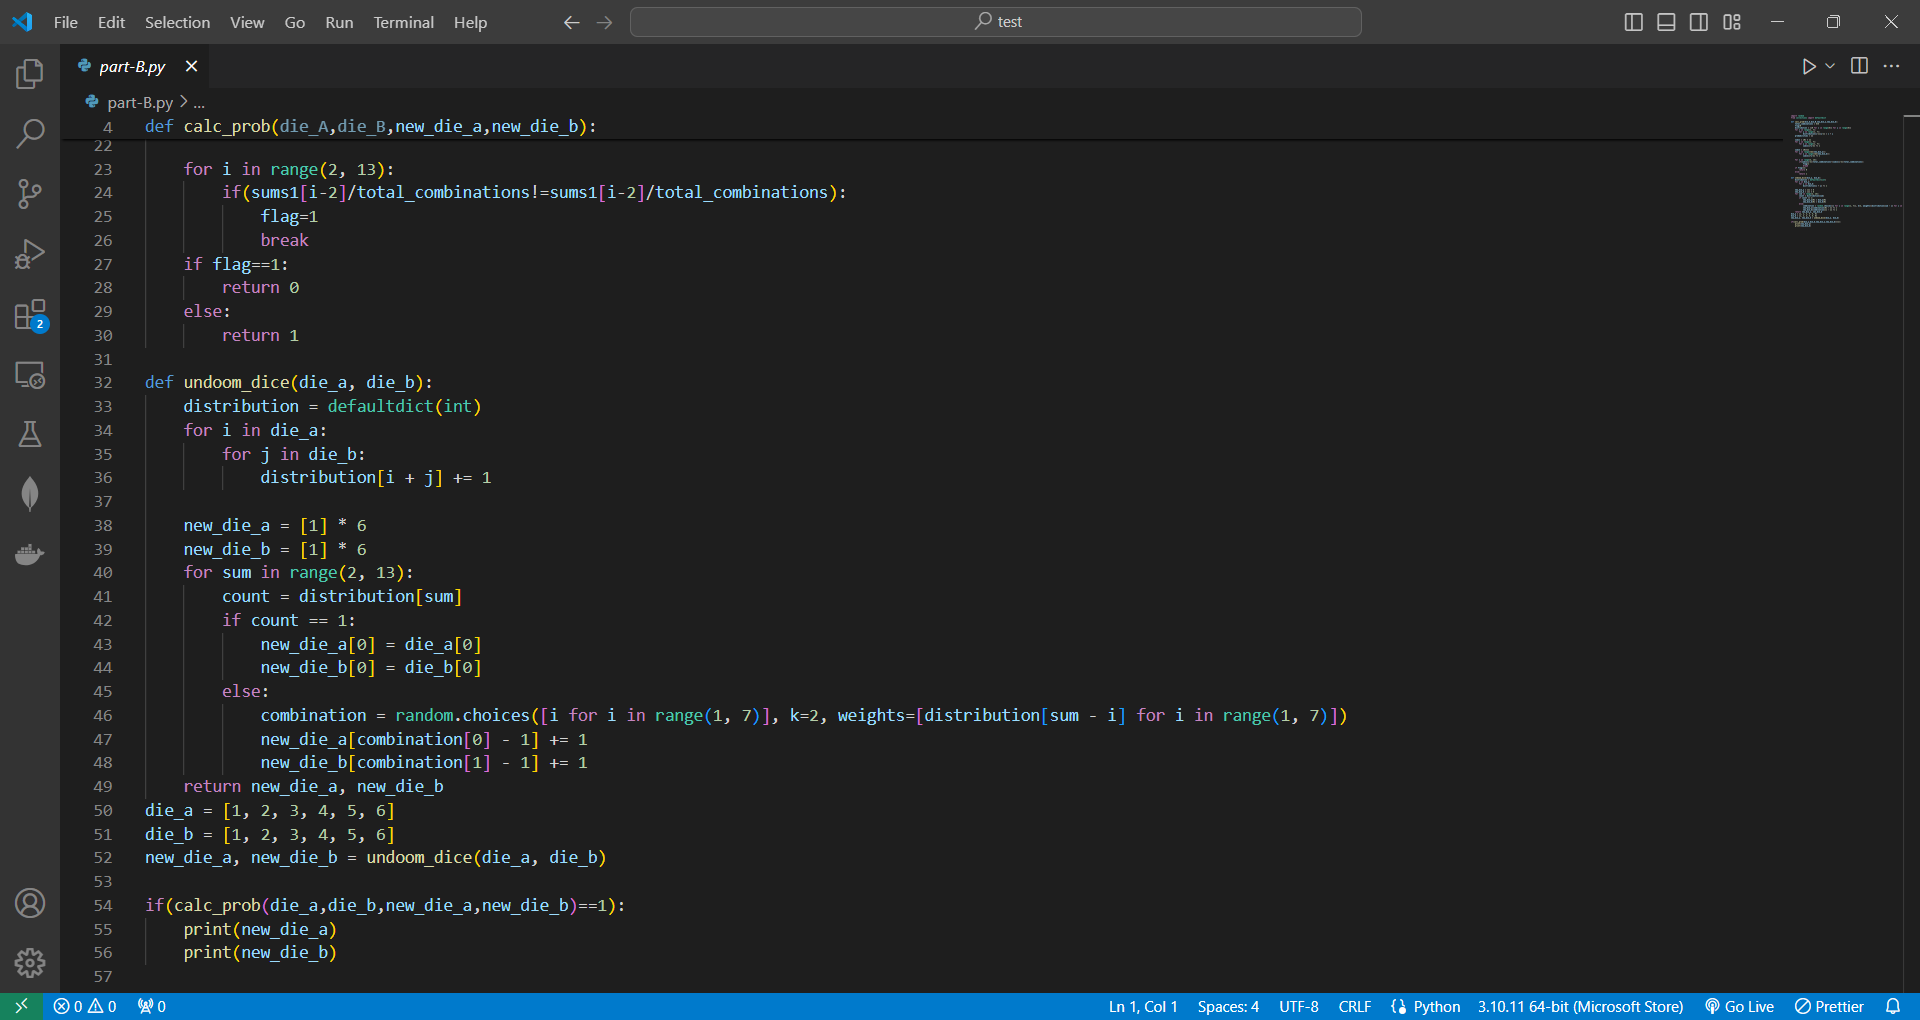 File Edit Selection View Go Run Terminal Help
test
part-B.py
part-B.py > ...
4 def calc_prob(die_A,die_B,new_die_a,new_die_b):
22
23 for i in range(2, 13):
24 if(sums1[i-2]/total_combinations!=sums1[i-2]/total_combinations):
25 flag=1
26 break
27 if flag==1:
28 return 0
29 else:
30 return 1
31
32 def undoom_dice(die_a, die_b):
33 distribution = defaultdict(int)
34 for i in die_a:
35 for j in die_b:
36 distribution[i + j] += 1
37
38 new_die_a = [1] * 6
39 new_die_b = [1] * 6
40 for sum in range(2, 13):
41 count = distribution[sum]
42 if count == 1:
43 new_die_a[0] = die_a[0]
44 new_die_b[0] = die_b[0]
45 else:
46 combination = random.choices([i for i in range(1, 7)], k=2, weights=[distribution[sum - i] for i in range(1, 7)])
47 new_die_a[combination[0] - 1] += 1
48 new_die_b[combination[1] - 1] += 1
49 return new_die_a, new_die_b
50 die_a = [1, 2, 3, 4, 5, 6]
51 die_b = [1, 2, 3, 4, 5, 6]
52 new_die_a, new_die_b = undoom_dice(die_a, die_b)
53
54 if(calc_prob(die_a,die_b,new_die_a,new_die_b)==1):
55 print(new_die_a)
56 print(new_die_b)
57
2
0 0 0 Ln 1, Col 1 Spaces: 4 UTF-8 CRLF Python 3.10.11 64-bit (Microsoft Store) Go Live Prettier